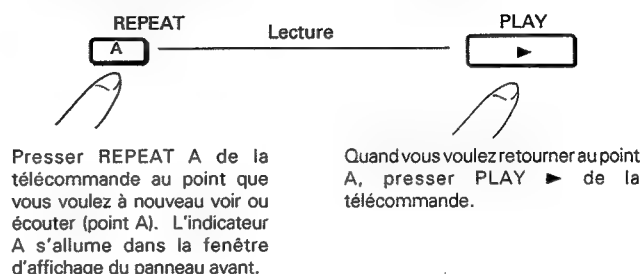 REPEAT
A
Lecture
PLAY
►
Presser REPEAT A de la
télécommande au point que
vous voulez à nouveau voir ou
écouter (point A). L'indicateur
A s'allume dans la fenêtre
d'affichage du panneau avant.
Quand vous voulez retourner au point
A, presser PLAY ► de la
télécommande.